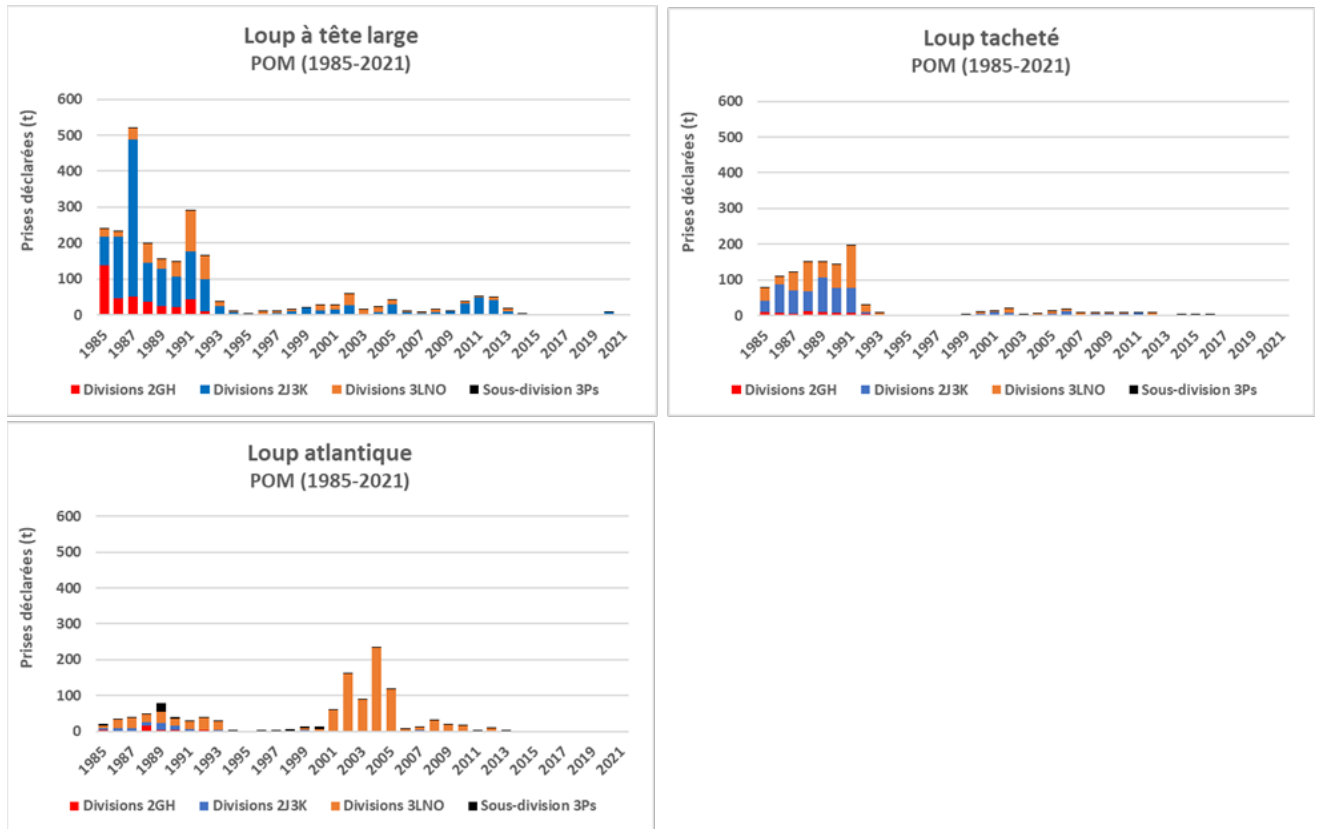 Loup à tête large
POM (1985-2021)
Prises déclarées (t)
600
500
400
300
200
100
0
1985 1987 1989 1991 1993 1995 1997 1999 2001 2003 2005 2007 2009 2011 2013 2015 2017 2019 2021
Divisions 2GH Divisions 2J3K Divisions 3LNO Sous-division 3Ps
Loup tacheté
POM (1985-2021)
Prises déclarées (t)
600
500
400
300
200
100
0
1985 1987 1989 1991 1993 1995 1997 1999 2001 2003 2005 2007 2009 2011 2013 2015 2017 2019 2021
Divisions 2GH Divisions 2J3K Divisions 3LNO Sous-division 3Ps
Loup atlantique
POM (1985-2021)
Prises déclarées (t)
600
500
400
300
200
100
0
1985 1987 1989 1991 1993 1995 1997 1999 2001 2003 2005 2007 2009 2011 2013 2015 2017 2019 2021
Divisions 2GH Divisions 2J3K Divisions 3LNO Sous-division 3Ps